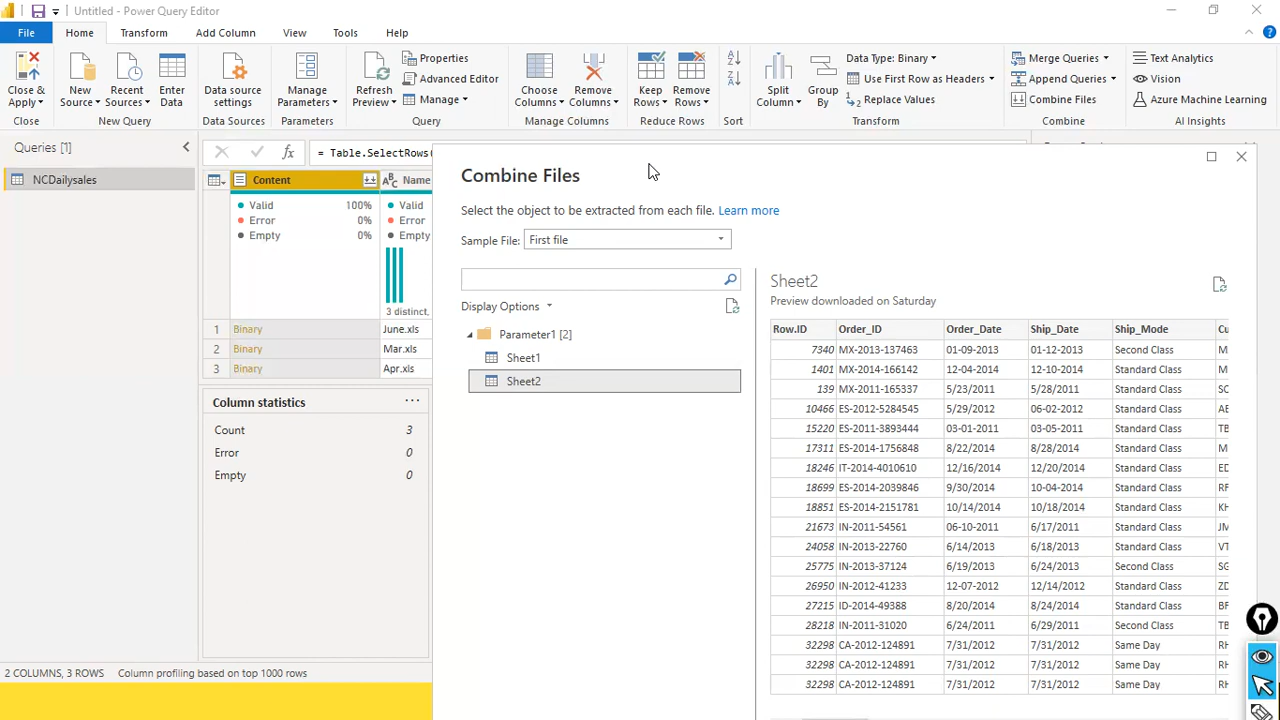 Untitled - Power Query Editor
File Home Transform Add Column View Tools Help
Close & Apply
New Source
Recent Sources
Enter Data
Data source settings
Manage Parameters
Refresh Preview
Properties
Advanced Editor
Manage
Choose Columns
Remove Columns
Keep Rows
Remove Rows
Split Column
Group By
Data Type: Binary
Use First Row as Headers
Replace Values
Merge Queries
Append Queries
Combine Files
Text Analytics
Vision
Azure Machine Learning
Close New Query Data Sources Parameters Query Manage Columns Reduce Rows Sort Transform Combine AI Insights
Queries [1]
NCDailysales
= Table.SelectRows(
Content Name
Valid 100% Valid
Error 0% Error
Empty 0% Empty
3 distinct,
1 Binary June.xls
2 Binary Mar.xls
3 Binary Apr.xls
Column statistics
Count 3
Error 0
Empty 0
2 COLUMNS, 3 ROWS Column profiling based on top 1000 rows
Combine Files
Select the object to be extracted from each file. Learn more
Sample File: First file
Display Options
Parameter1 [2]
Sheet1
Sheet2
Sheet2
Preview downloaded on Saturday
Row.ID Order_ID Order_Date Ship_Date Ship_Mode Cu
7340 MX-2013-137463 01-09-2013 01-12-2013 Second Class M
1401 MX-2014-166142 12-04-2014 12-10-2014 Standard Class M
139 MX-2011-165337 5/23/2011 5/28/2011 Standard Class SC
10466 ES-2012-5284545 5/29/2012 06-02-2012 Standard Class AE
15220 ES-2011-3893444 03-01-2011 03-05-2011 Standard Class TB
17311 ES-2014-1756848 8/22/2014 8/28/2014 Standard Class M
18246 IT-2014-4010610 12/16/2014 12/20/2014 Standard Class ED
18699 ES-2014-2039846 9/30/2014 10-04-2014 Standard Class RF
18851 ES-2014-2151781 10/14/2014 10/18/2014 Standard Class KH
21673 IN-2011-54561 06-10-2011 6/17/2011 Standard Class JM
24058 IN-2013-22760 6/14/2013 6/18/2013 Standard Class VT
25775 IN-2013-37124 6/19/2013 6/24/2013 Second Class SG
26950 IN-2012-41233 12-07-2012 12/14/2012 Standard Class ZD
27215 ID-2014-49388 8/20/2014 8/24/2014 Standard Class BF
28218 IN-2011-31020 6/24/2011 6/29/2011 Second Class TB
32298 CA-2012-124891 7/31/2012 7/31/2012 Same Day RH
32298 CA-2012-124891 7/31/2012 7/31/2012 Same Day RH
32298 CA-2012-124891 7/31/2012 7/31/2012 Same Day RH